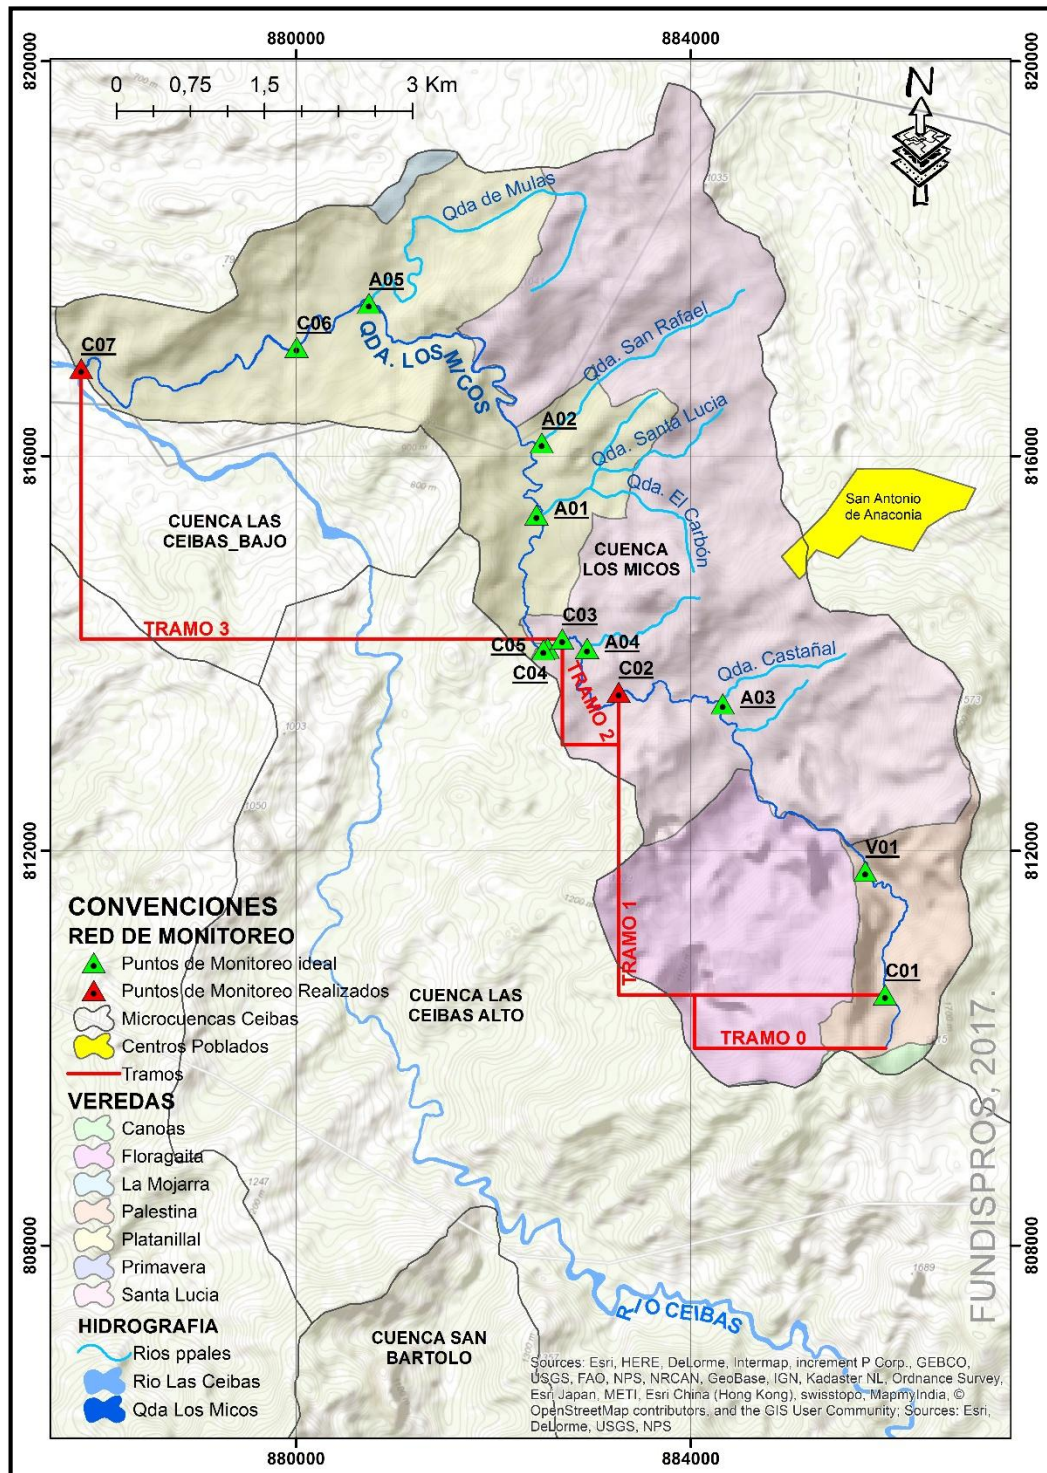 880000
884000
820000
820000
0 0,75 1,5 3 Km
N
Qda de Mulas
A05
C06
C07
QDA. LOS MICOS
Qda. San Rafael
A02
Qda. Santa Lucia
816000
816000
Qda. El Carbón
A01
San Antonio
de Anaconia
CUENCA LAS
CEIBAS_BAJO
CUENCA
LOS MICOS
C03
TRAMO 3
C05
A04
C04
C02
Qda. Castañal
TRAMO 2
A03
812000
812000
V01
TRAMO 1
C01
CUENCA LAS
CEIBAS ALTO
TRAMO 0
CONVENCIONES
RED DE MONITOREO
Puntos de Monitoreo ideal
Puntos de Monitoreo Realizados
Microcuencas Ceibas
Centros Poblados
Tramos
VEREDAS
Canoas
Floragaita
La Mojarra
Palestina
Platanillal
Primavera
Santa Lucia
HIDROGRAFIA
Rios ppales
Rio Las Ceibas
Qda Los Micos
FUNDISPROS, 2017.
808000
808000
RIO CEIBAS
CUENCA SAN
BARTOLO
1003
1050
1200 m
1247
1689
800 m
Sources: Esri, HERE, DeLorme, Intermap, increment P Corp., GEBCO,
USGS, FAO, NPS, NRCAN, GeoBase, IGN, Kadaster NL, Ordnance Survey,
Esri Japan, METI, Esri China (Hong Kong), swisstopo, MapmyIndia, ©
OpenStreetMap contributors, and the GIS User Community; Sources: Esri,
DeLorme, USGS, NPS
880000
884000